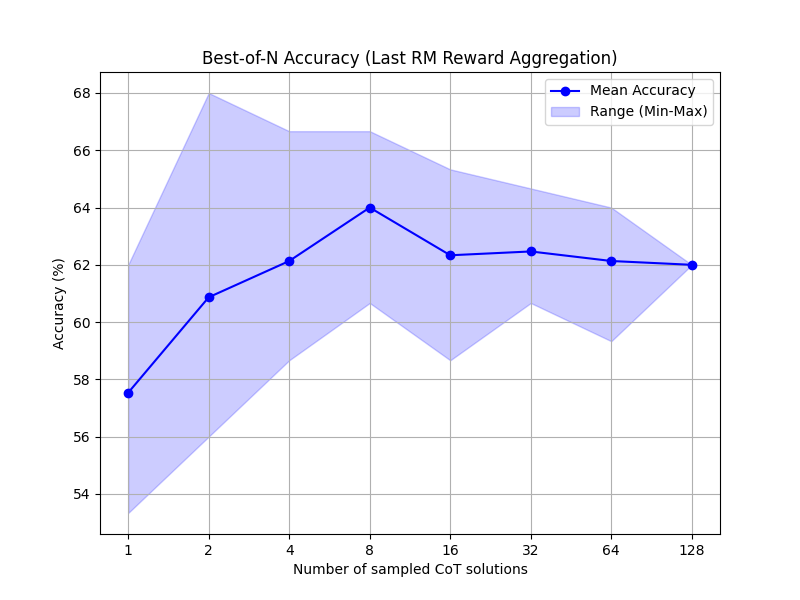 Best-of-N Accuracy (Last RM Reward Aggregation)
Mean Accuracy
Range (Min-Max)
Accuracy (%)
68
66
64
62
60
58
56
54
1 2 4 8 16 32 64 128
Number of sampled CoT solutions